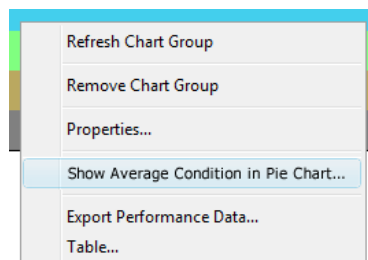 Refresh Chart Group
Remove Chart Group
Properties...
Show Average Condition in Pie Chart...
Export Performance Data...
Table...